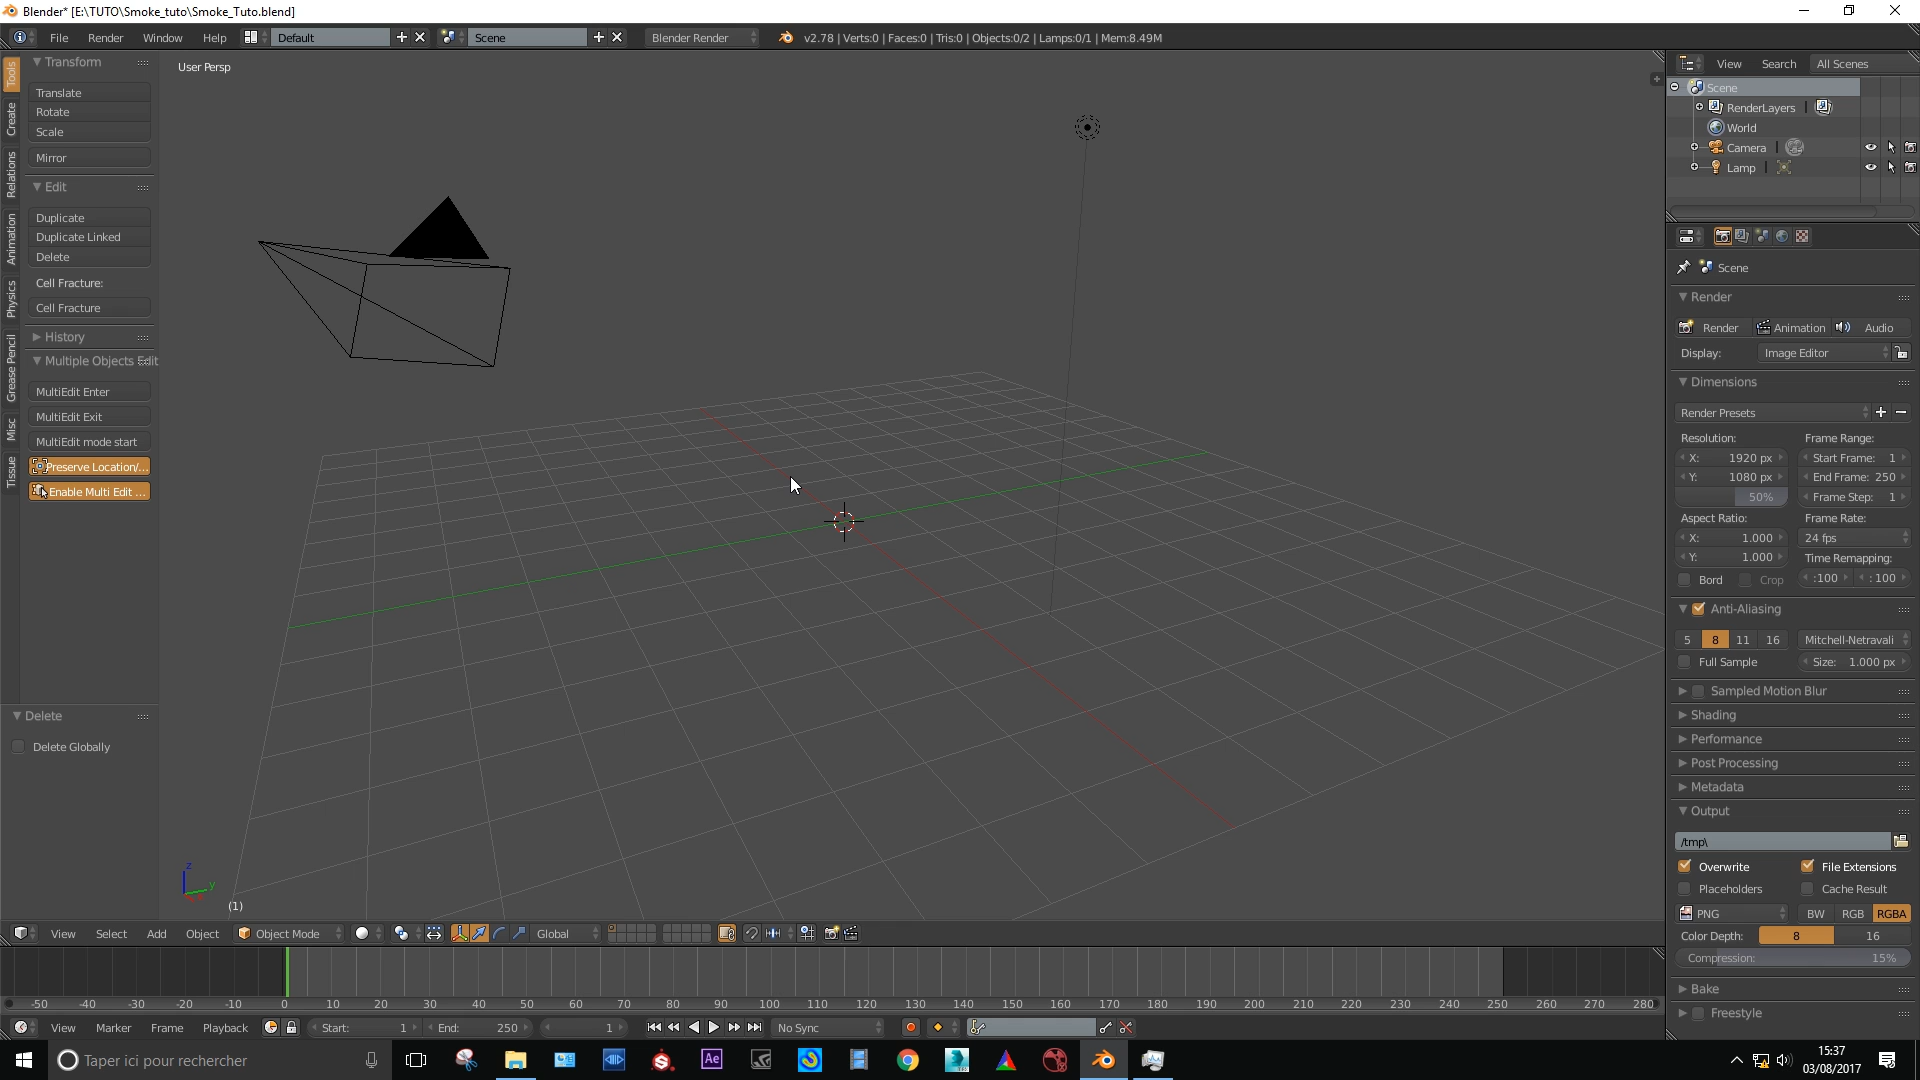 Blender* [E:\TUTO\Smoke_tuto\Smoke_Tuto.blend]
File Render Window Help Default Scene Blender Render v2.78 | Verts:0 | Faces:0 | Tris:0 | Objects:0/2 | Lamps:0/1 | Mem:8.49M
Tools
Create
Relations
Animation
Physics
Grease Pencil
Misc
Tissue
Transform
Translate
Rotate
Scale
Mirror
Edit
Duplicate
Duplicate Linked
Delete
Cell Fracture:
Cell Fracture
History
Multiple Objects Edit
MultiEdit Enter
MultiEdit Exit
MultiEdit mode start
Preserve Location/...
Enable Multi Edit ...
Delete
Delete Globally
User Persp
z
y
(1)
View Select Add Object Object Mode Global
View Search All Scenes
Scene
RenderLayers |
World
Camera |
Lamp |
Scene
Render
Render Animation Audio
Display: Image Editor
Dimensions
Render Presets
Resolution: Frame Range:
X: 1920 px Start Frame: 1
Y: 1080 px End Frame: 250
50% Frame Step: 1
Aspect Ratio: Frame Rate:
X: 1.000 24 fps
Y: 1.000 Time Remapping:
Bord Crop :100 : 100
Anti-Aliasing
5 8 11 16 Mitchell-Netravali
Full Sample Size: 1.000 px
Sampled Motion Blur
Shading
Performance
Post Processing
Metadata
Output
/tmp\
Overwrite File Extensions
Placeholders Cache Result
PNG BW RGB RGBA
Color Depth: 8 16
Compression: 15%
Bake
Freestyle
-50 -40 -30 -20 -10 0 10 20 30 40 50 60 70 80 90 100 110 120 130 140 150 160 170 180 190 200 210 220 230 240 250 260 270 280
View Marker Frame Playback Start: 1 End: 250 1 No Sync
Taper ici pour rechercher
Ae
15:37
03/08/2017